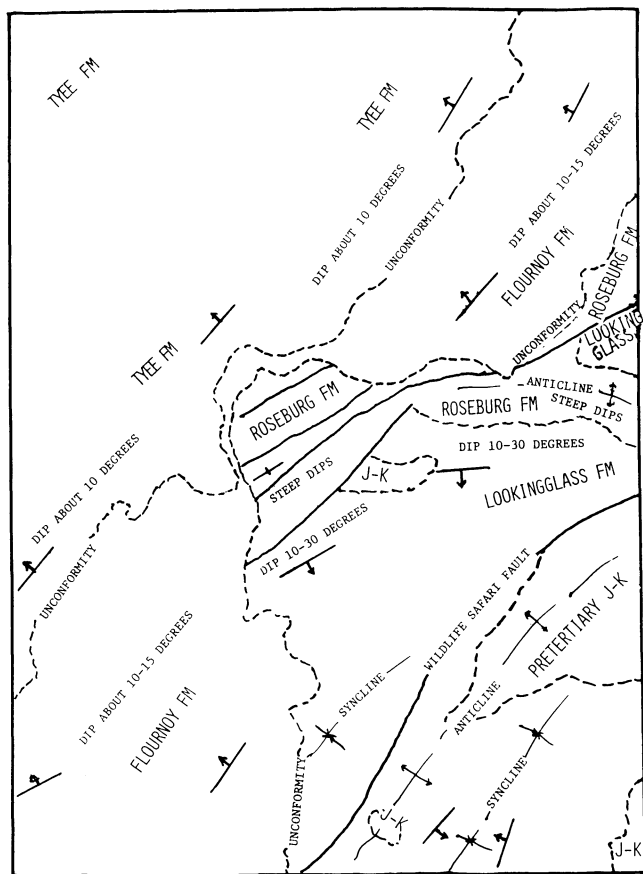 TYEE FM
TYEE FM
DIP ABOUT 10 DEGREES
UNCONFORMITY
DIP ABOUT 10-15 DEGREES
FLOURNOY FM
ROSEBURG FM
UNCONFORMITY
LOOKING
GLASS
TYEE FM
ROSEBURG FM
ANTICLINE
ROSEBURG FM
STEEP DIPS
STEEP DIPS
J-K
DIP 10-30 DEGREES
LOOKINGGLASS FM
DIP ABOUT 10 DEGREES
UNCONFORMITY
DIP 10-30 DEGREES
WILDLIFE SAFARI FAULT
PRETERTIARY J-K
DIP ABOUT 10-15 DEGREES
FLOURNOY FM
SYNCLINE
ANTICLINE
UNCONFORMITY
SYNCLINE
J-K
J-K